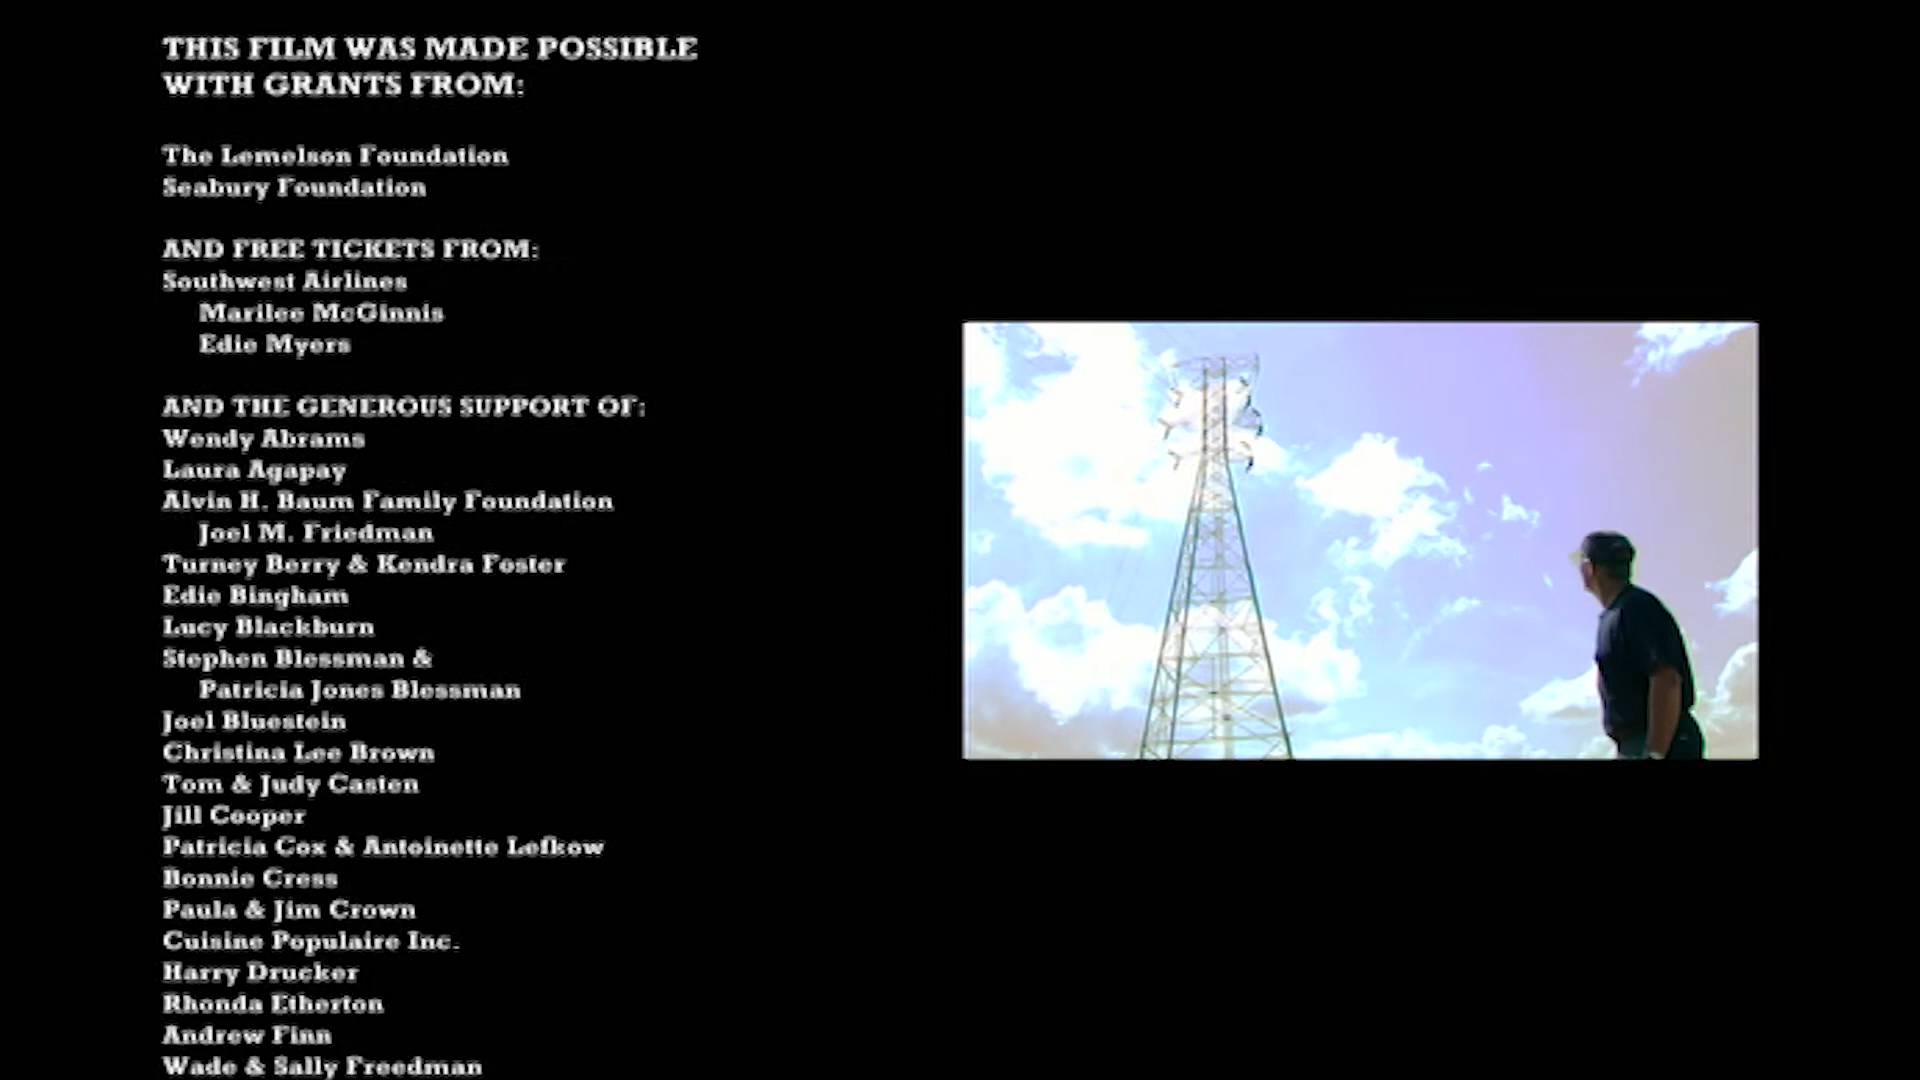 THIS FILM WAS MADE POSSIBLE
WITH GRANTS FROM:
The Lemelson Foundation
Seabury Foundation
AND FREE TICKETS FROM:
Southwest Airlines
Marilee McGinnis
Edie Myers
AND THE GENEROUS SUPPORT OF:
Wendy Abrams
Laura Agapay
Alvin H. Baum Family Foundation
Joel M. Friedman
Turney Berry & Kendra Foster
Edie Bingham
Lucy Blackburn
Stephen Blessman &
Patricia Jones Blessman
Joel Bluestein
Christina Lee Brown
Tom & Judy Casten
Jill Cooper
Patricia Cox & Antoinette Lefkow
Bonnie Cress
Paula & Jim Crown
Cuisine Populaire Inc.
Harry Drucker
Rhonda Etherton
Andrew Finn
Wade & Sally Freedman